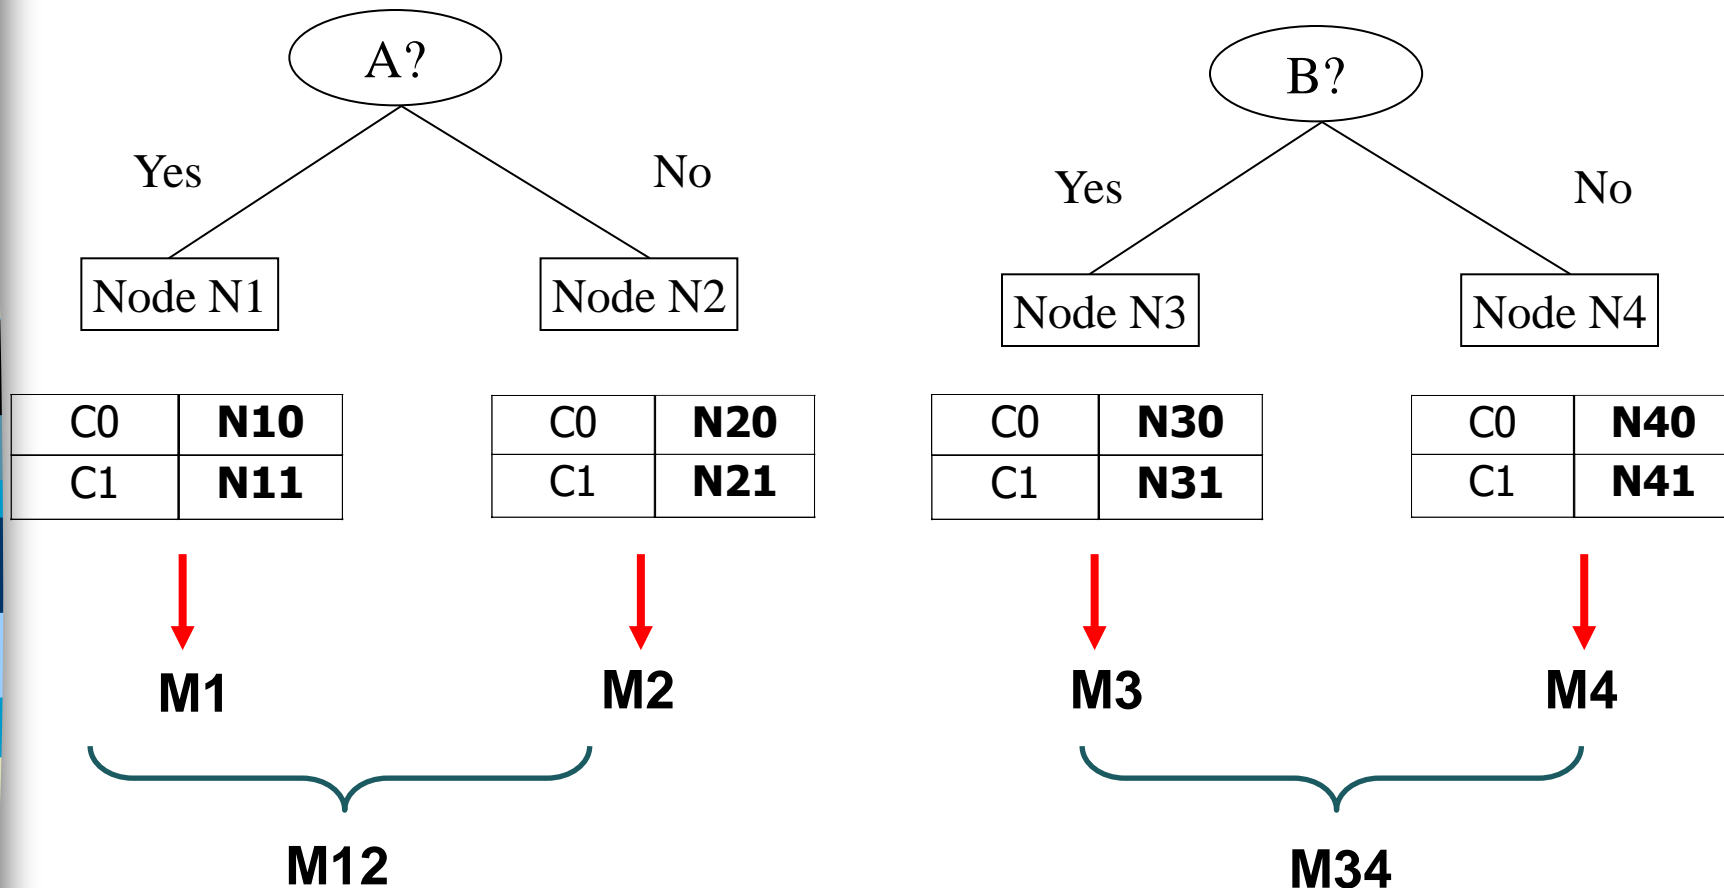 A?
Yes
No
Node N1
Node N2
C0 N10
C1 N11
C0 N20
C1 N21
M1
M2
M12
B?
Yes
No
Node N3
Node N4
C0 N30
C1 N31
C0 N40
C1 N41
M3
M4
M34